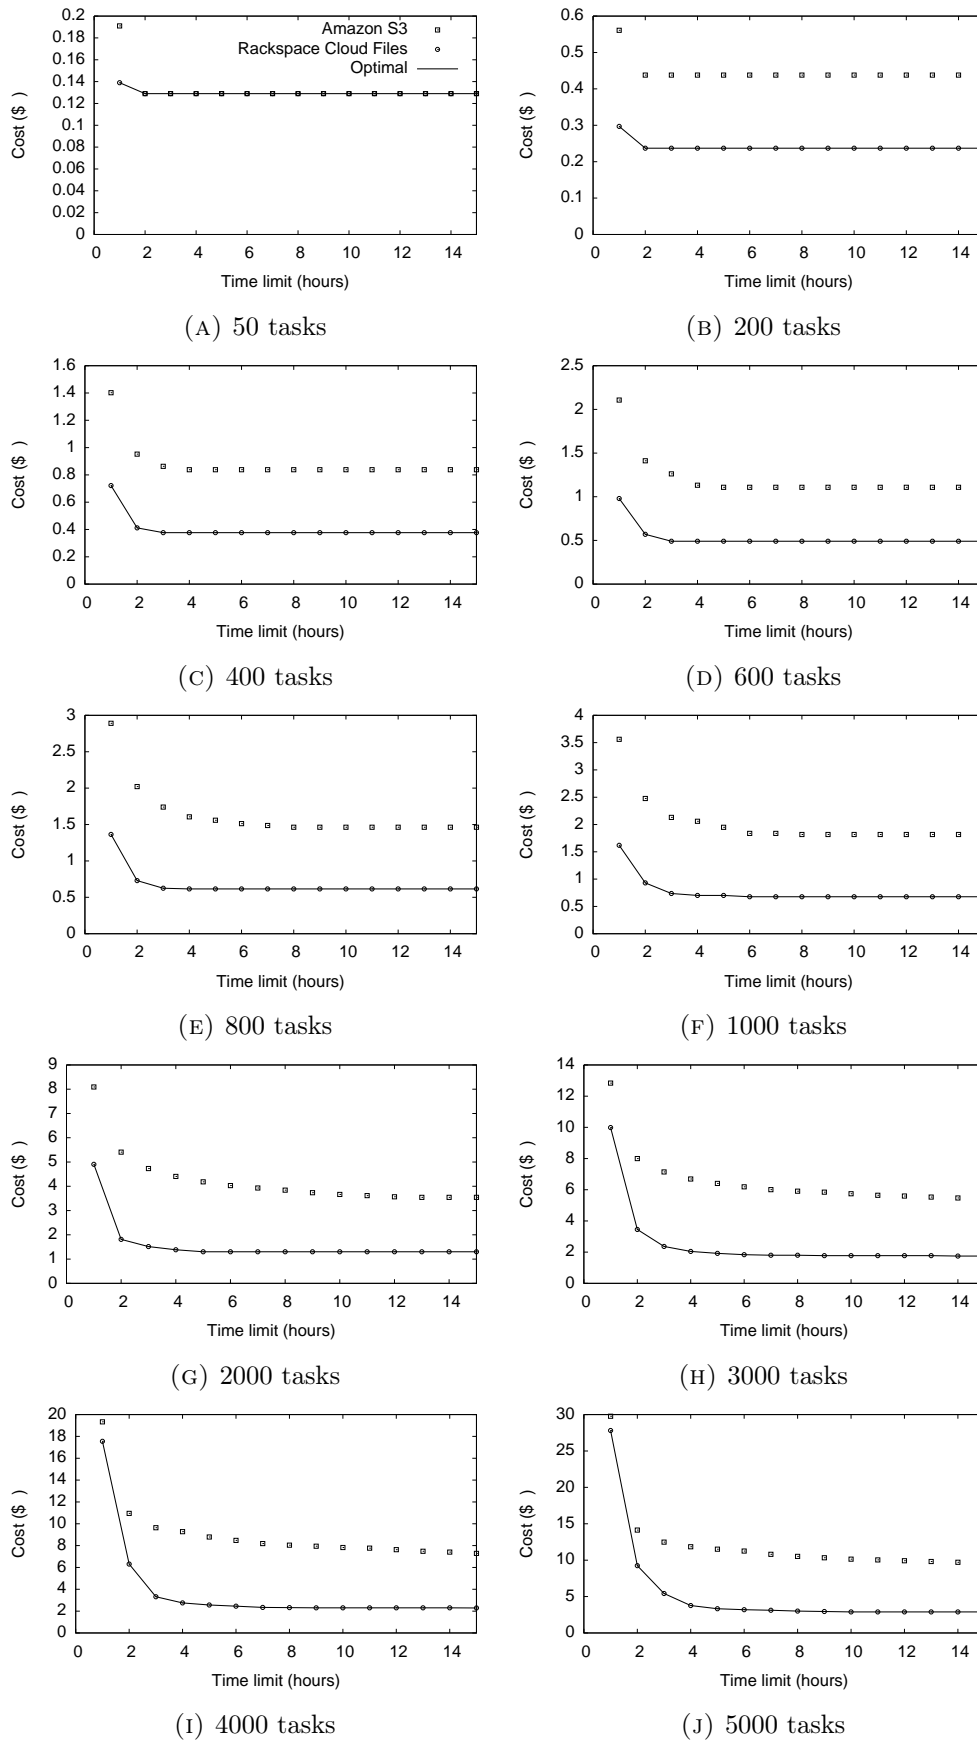 0.2
0.18
0.16
0.14
0.12
0.1
0.08
0.06
0.04
0.02
0
Cost ($ )
Amazon S3
Rackspace Cloud Files
Optimal
0 2 4 6 8 10 12 14
Time limit (hours)
(A) 50 tasks
0.6
0.5
0.4
0.3
0.2
0.1
0
Cost ($ )
0 2 4 6 8 10 12 14
Time limit (hours)
(B) 200 tasks
1.6
1.4
1.2
1
0.8
0.6
0.4
0.2
0
Cost ($ )
0 2 4 6 8 10 12 14
Time limit (hours)
(C) 400 tasks
2.5
2
1.5
1
0.5
0
Cost ($ )
0 2 4 6 8 10 12 14
Time limit (hours)
(D) 600 tasks
3
2.5
2
1.5
1
0.5
0
Cost ($ )
0 2 4 6 8 10 12 14
Time limit (hours)
(E) 800 tasks
4
3.5
3
2.5
2
1.5
1
0.5
0
Cost ($ )
0 2 4 6 8 10 12 14
Time limit (hours)
(F) 1000 tasks
9
8
7
6
5
4
3
2
1
0
Cost ($ )
0 2 4 6 8 10 12 14
Time limit (hours)
(G) 2000 tasks
14
12
10
8
6
4
2
0
Cost ($ )
0 2 4 6 8 10 12 14
Time limit (hours)
(H) 3000 tasks
20
18
16
14
12
10
8
6
4
2
0
Cost ($ )
0 2 4 6 8 10 12 14
Time limit (hours)
(I) 4000 tasks
30
25
20
15
10
5
0
Cost ($ )
0 2 4 6 8 10 12 14
Time limit (hours)
(J) 5000 tasks